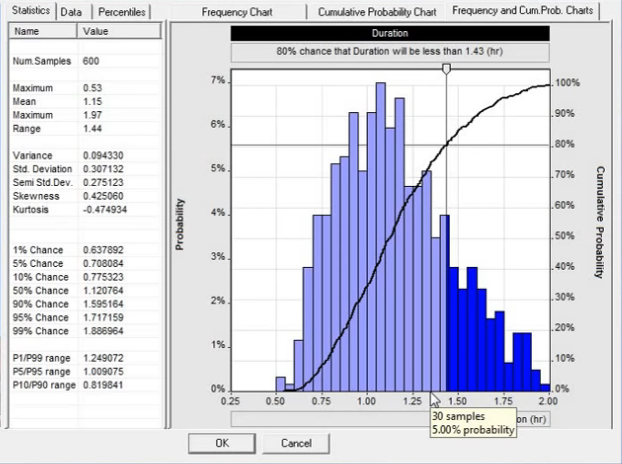 Statistics Data Percentiles
Frequency Chart Cumulative Probability Chart Frequency and Cum.Prob. Charts
Name Value
Num.Samples 600
Maximum 0.53
Mean 1.15
Maximum 1.97
Range 1.44
Variance 0.094330
Std. Deviation 0.307132
Semi Std.Dev. 0.275123
Skewness 0.425060
Kurtosis -0.474934
1% Chance 0.637892
5% Chance 0.708084
10% Chance 0.775323
50% Chance 1.120764
90% Chance 1.595164
95% Chance 1.717159
99% Chance 1.886964
P1/P99 range 1.249072
P5/P95 range 1.009075
P10/P90 range 0.819841
Duration
80% chance that Duration will be less than 1.43 (hr)
Probability
7%
6%
5%
4%
3%
2%
1%
0%
0.25 0.50 0.75 1.00 1.25 1.50 1.75 2.00
100%
90%
80%
70%
60%
50%
40%
30%
20%
10%
0%
Cumulative Probability
on (hr)
30 samples
5.00% probability
OK Cancel